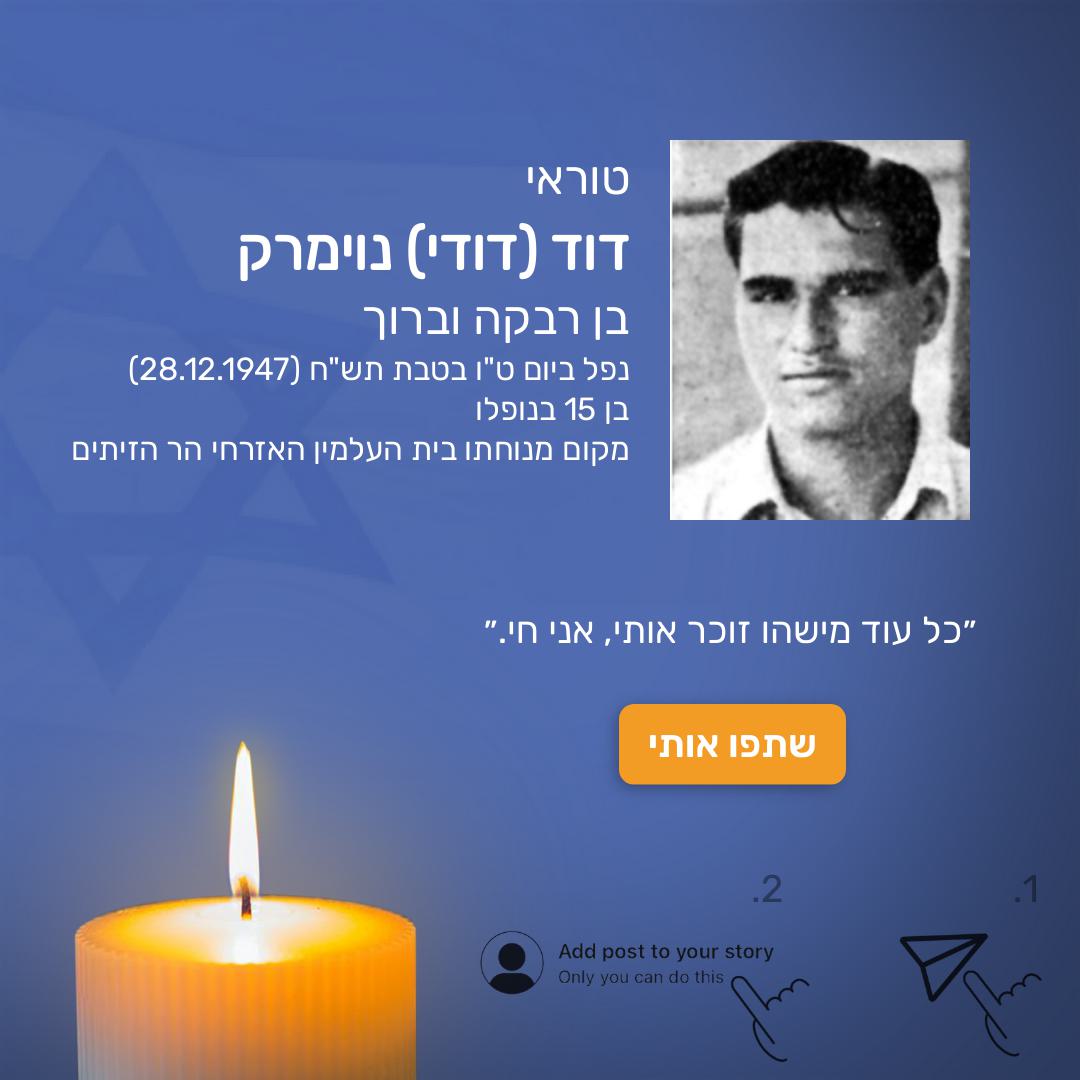 טוראי
דוד (דודי) נוימרק
בן רבקה וברוך
נפל ביום ט"ו בטבת תש"ח (28.12.1947)
בן 15 בנופלו
מקום מנוחתו בית העלמין האזרחי הר הזיתים
״כל עוד מישהו זוכר אותי, אני חי.״
שתפו אותי
.1
.2
Add post to your story
Only you can do this